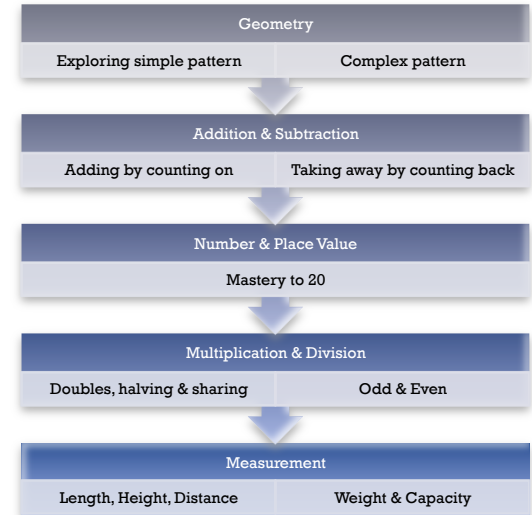 Geometry
Exploring simple pattern
Complex pattern
Addition & Subtraction
Adding by counting on
Taking away by counting back
Number & Place Value
Mastery to 20
Multiplication & Division
Doubles, halving & sharing
Odd & Even
Measurement
Length, Height, Distance
Weight & Capacity